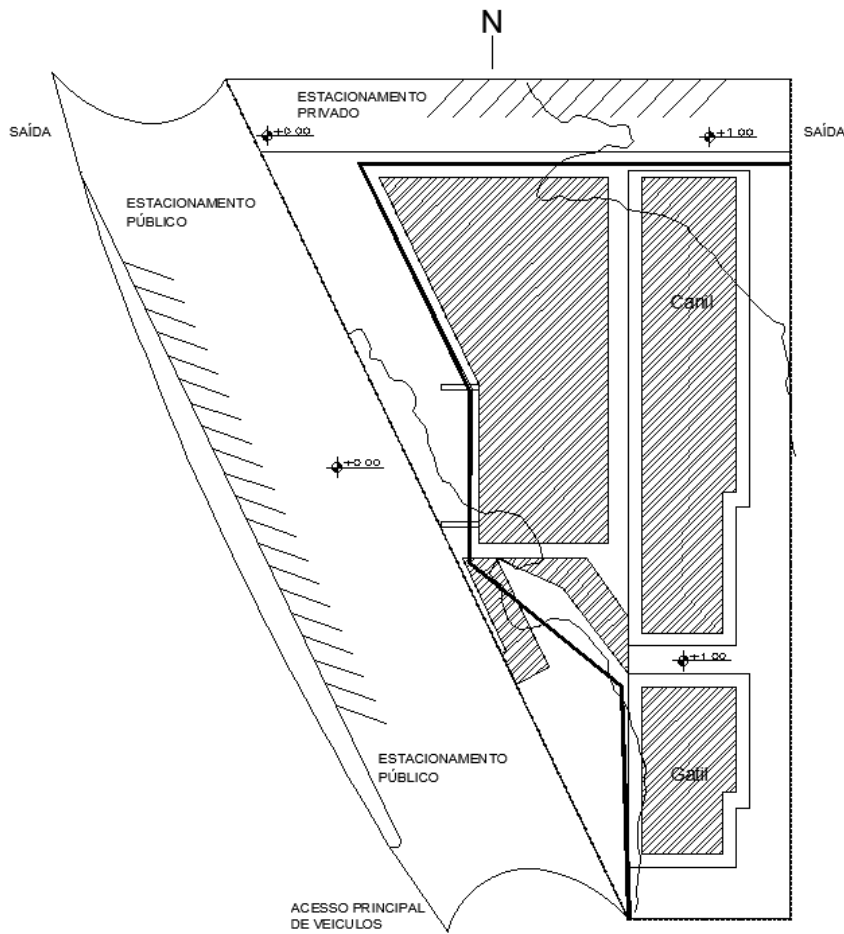 N
ESTACIONAMENTO
PRIVADO
SAÍDA
+0.00
+1.00
SAÍDA
ESTACIONAMENTO
PÚBLICO
Canil
+0.00
+1.00
ESTACIONAMENTO
PÚBLICO
Gatil
ACESSO PRINCIPAL
DE VEICULOS